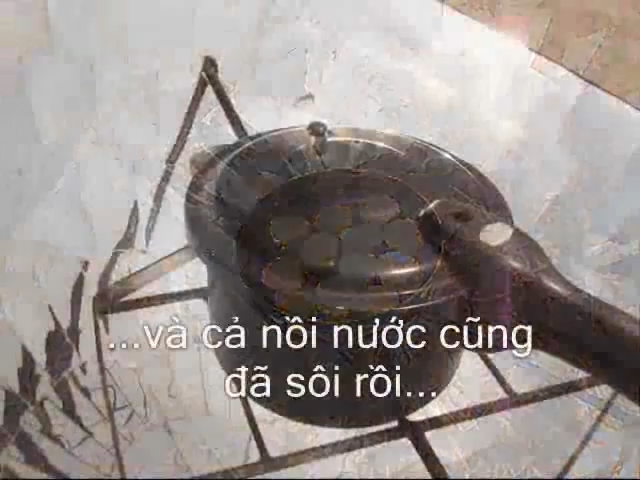 ...và cả nồi nước cũng
đã sôi rồi...